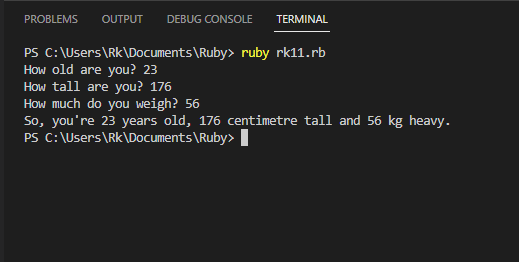 PROBLEMS OUTPUT DEBUG CONSOLE TERMINAL
PS C:\Users\Rk\Documents\Ruby> ruby rk11.rb
How old are you? 23
How tall are you? 176
How much do you weigh? 56
So, you're 23 years old, 176 centimetre tall and 56 kg heavy.
PS C:\Users\Rk\Documents\Ruby>